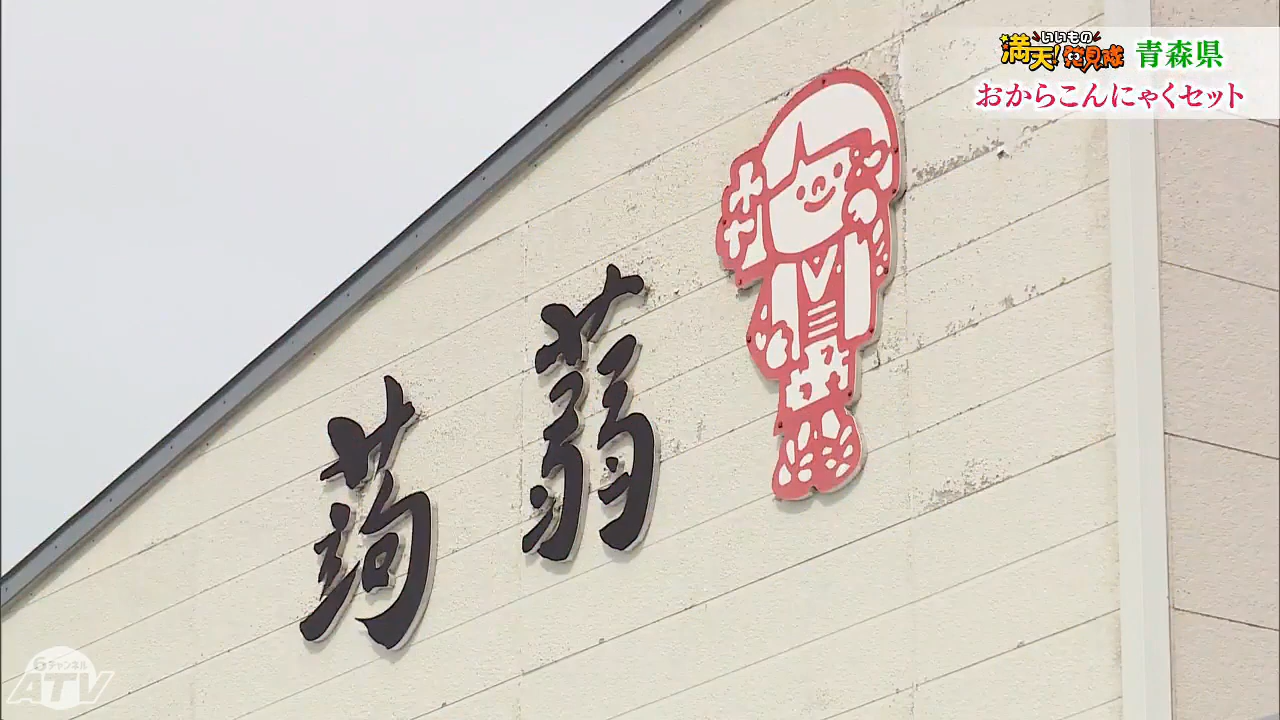 いいもの
満天！発見隊 青森県
おからこんにゃくセット
蒟蒻
6チャンネル
ATV